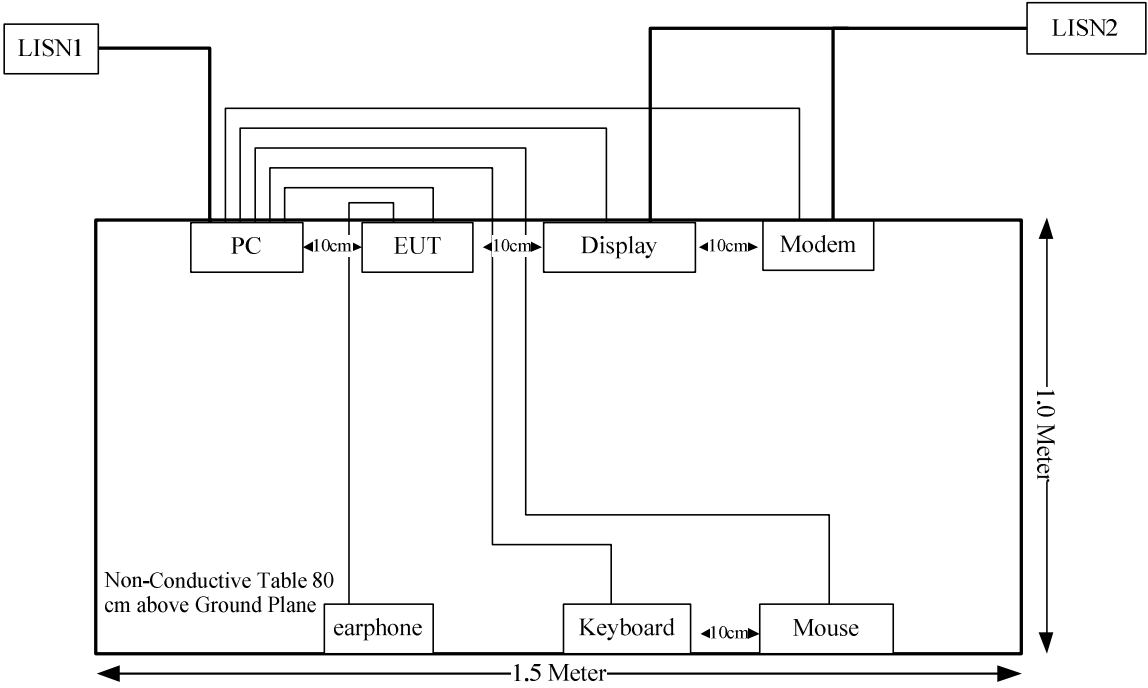 LISN1
LISN2
PC
10cm
EUT
10cm
Display
10cm
Modem
1.0 Meter
Non-Conductive Table 80
cm above Ground Plane
earphone
Keyboard
10cm
Mouse
1.5 Meter